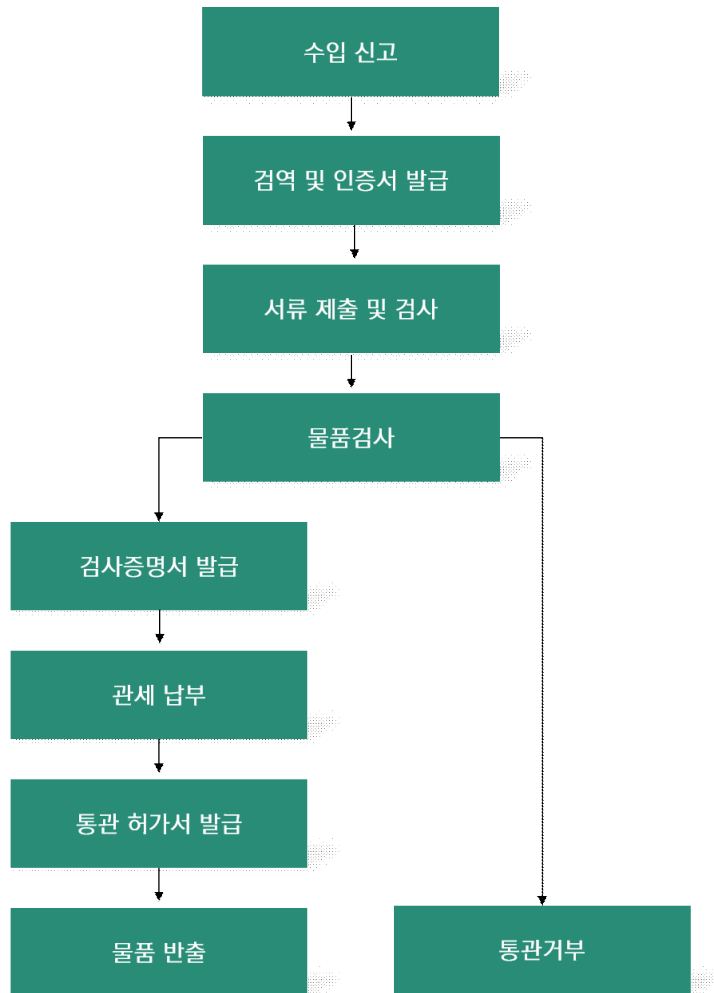 수입 신고
검역 및 인증서 발급
서류 제출 및 검사
물품검사
검사증명서 발급
관세 납부
통관 허가서 발급
물품 반출
통관거부